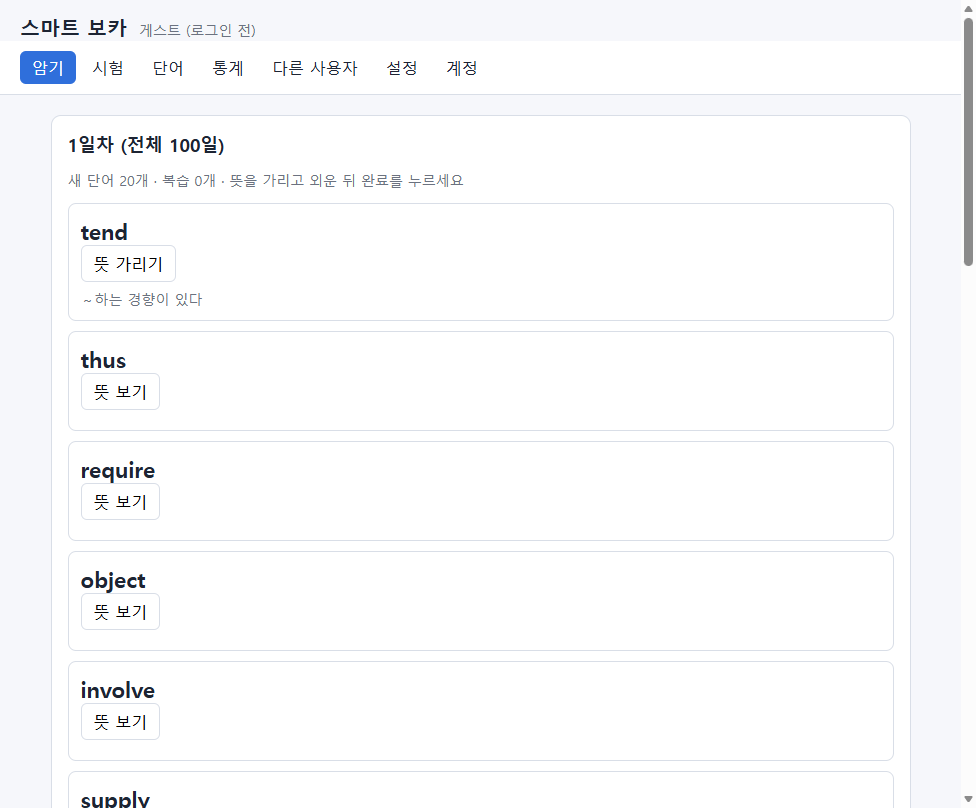 스마트 보카 게스트 (로그인 전)
암기 시험 단어 통계 다른 사용자 설정 계정
1일차 (전체 100일)
새 단어 20개 · 복습 0개 · 뜻을 가리고 외운 뒤 완료를 누르세요
tend
뜻 가리기
~하는 경향이 있다
thus
뜻 보기
require
뜻 보기
object
뜻 보기
involve
뜻 보기
supply